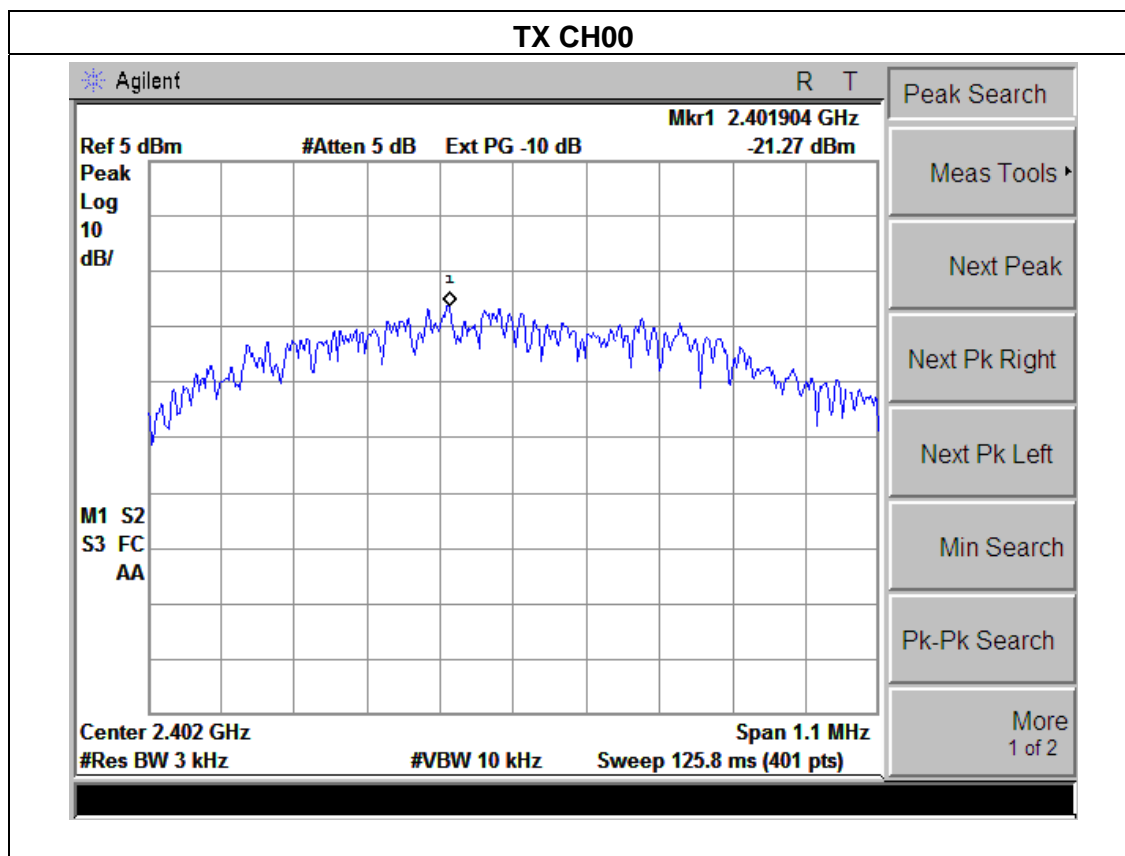 TX CH00
Agilent R T
Peak Search
Mkr1 2.401904 GHz
Ref 5 dBm #Atten 5 dB Ext PG -10 dB -21.27 dBm
Peak
Log
10
dB/
1
Meas Tools
Next Peak
Next Pk Right
Next Pk Left
M1 S2
S3 FC
AA
Min Search
Pk-Pk Search
Center 2.402 GHz Span 1.1 MHz
#Res BW 3 kHz #VBW 10 kHz Sweep 125.8 ms (401 pts)
More
1 of 2